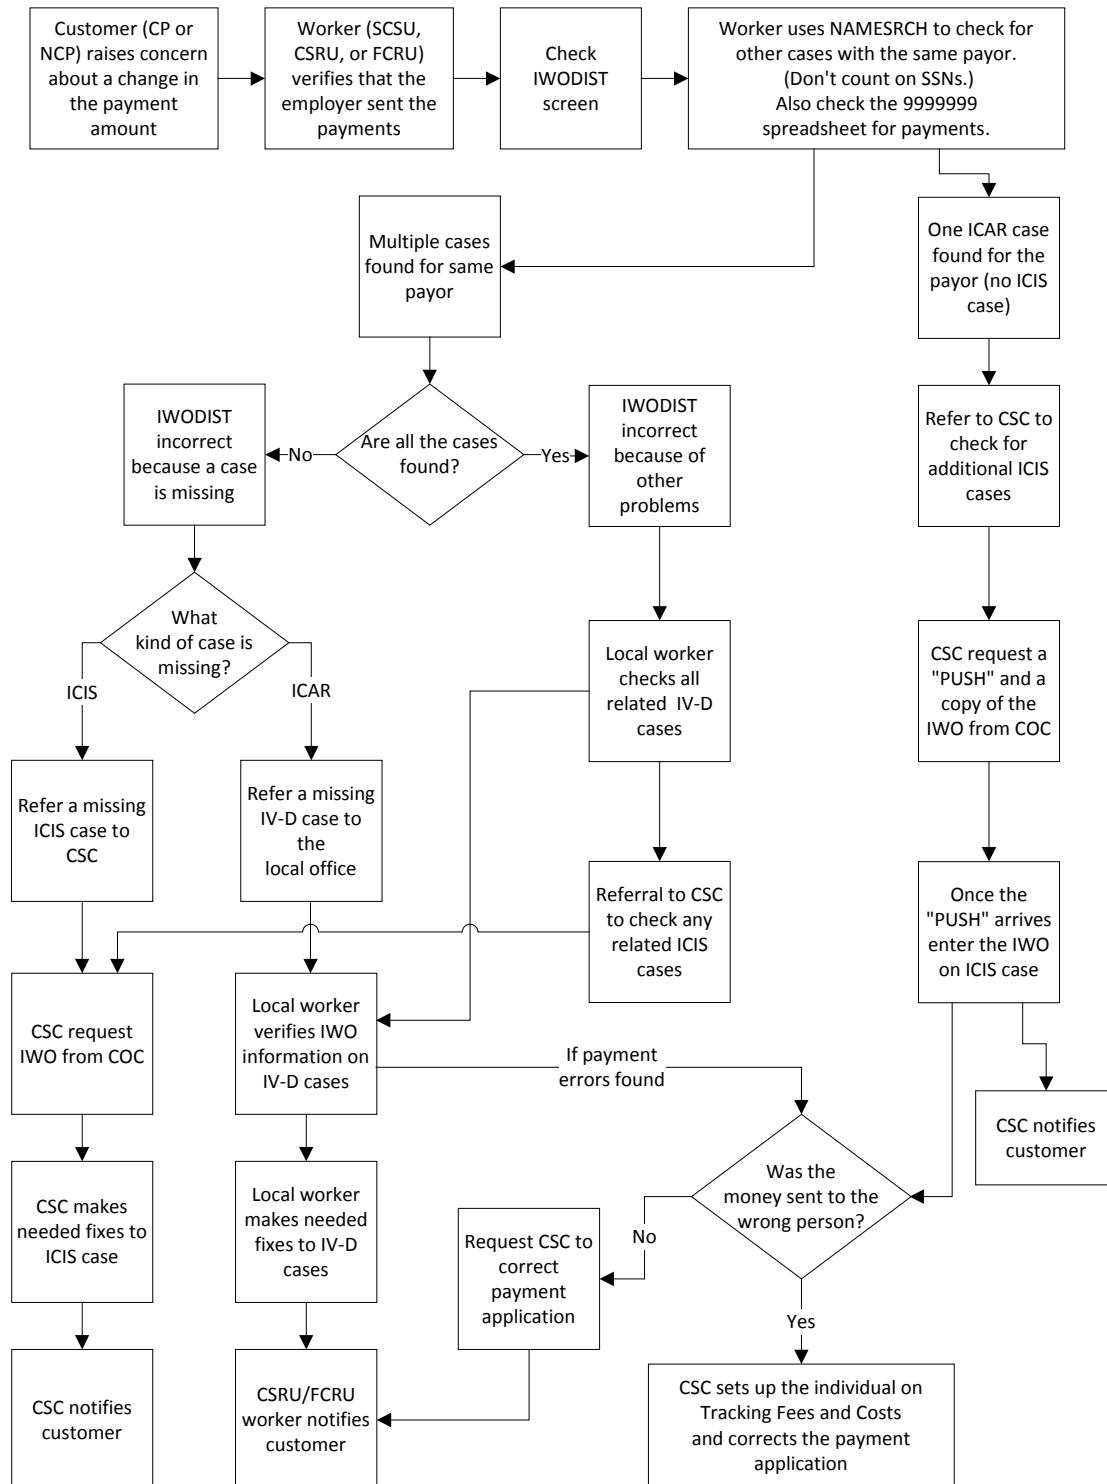 Customer (CP or
NCP) raises concern
about a change in
the payment
amount
Worker (SCSU,
CSRU, or FCRU)
verifies that the
employer sent the
payments
Check
IWODIST
screen
Worker uses NAMESRCH to check for
other cases with the same payor.
(Don't count on SSNs.)
Also check the 9999999
spreadsheet for payments.
Multiple cases
found for same
payor
One ICAR case
found for the
payor (no ICIS
case)
IWODIST
incorrect
because a case
is missing
No
Are all the cases
found?
Yes
IWODIST
incorrect
because of
other
problems
Refer to CSC to
check for
additional ICIS
cases
What
kind of case is
missing?
ICIS
ICAR
Local worker
checks all
related IV-D
cases
CSC request a
"PUSH" and a
copy of the
IWO from COC
Refer a missing
ICIS case to
CSC
Refer a missing
IV-D case to
the
local office
Referral to CSC
to check any
related ICIS
cases
Once the
"PUSH" arrives
enter the IWO
on ICIS case
CSC request
IWO from COC
Local worker
verifies IWO
information on
IV-D cases
If payment
errors found
CSC notifies
customer
CSC makes
needed fixes to
ICIS case
Local worker
makes needed
fixes to IV-D
cases
Request CSC to
correct
payment
application
No
Was the
money sent to the
wrong person?
Yes
CSC notifies
customer
CSRU/FCRU
worker notifies
customer
CSC sets up the individual on
Tracking Fees and Costs
and corrects the payment
application